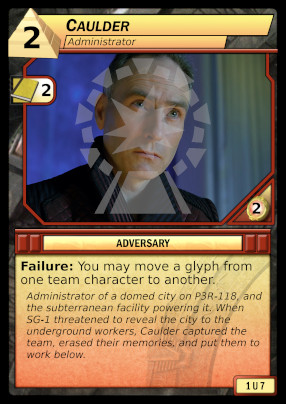 CAULDER
2
Administrator
2
2
ADVERSARY
Failure: You may move a glyph from
one team character to another.
Administrator of a domed city on P3R-118, and
the subterranean facility powering it. When
SG-1 threatened to reveal the city to the
underground workers, Caulder captured the
team, erased their memories, and put them to
work below.
1U7